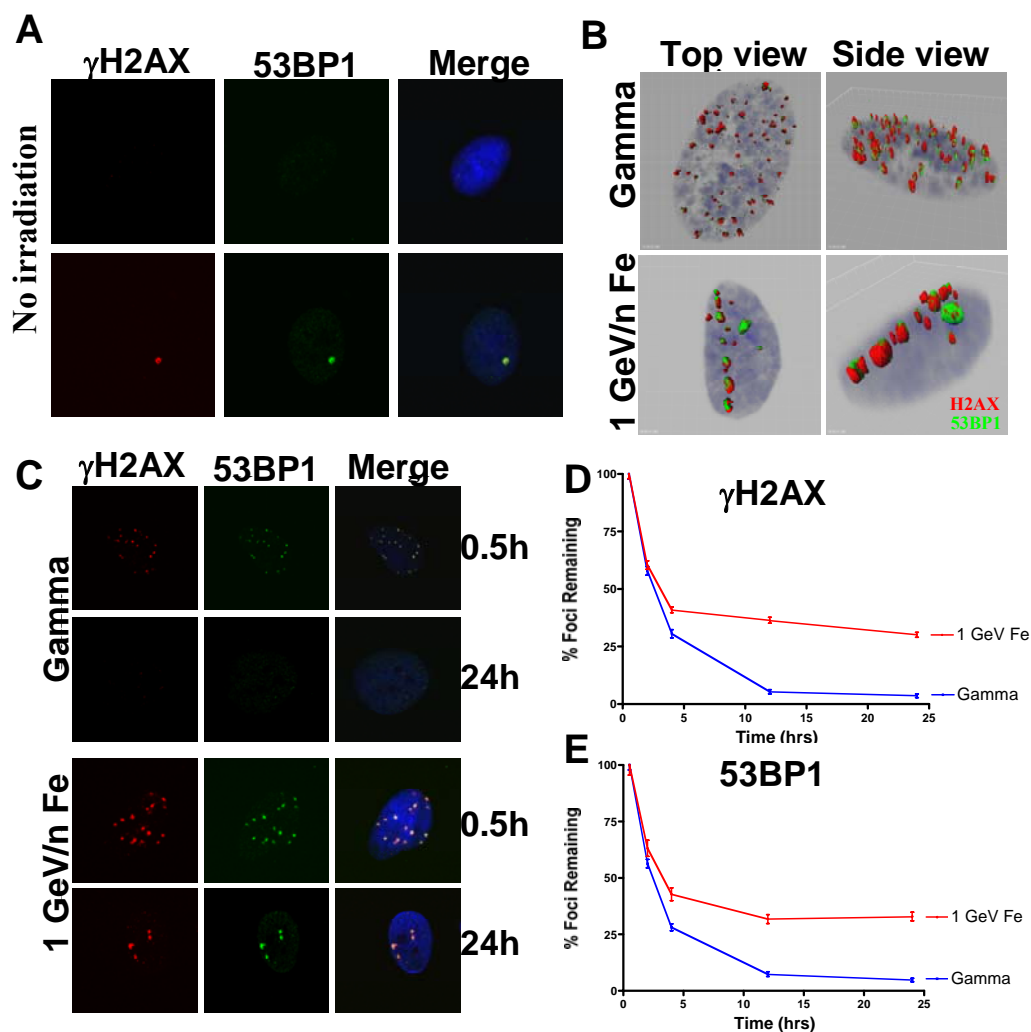 A
γH2AX 53BP1 Merge
No irradiation
B
Top view Side view
Gamma
1 GeV/n Fe
H2AX
53BP1
C
γH2AX 53BP1 Merge
Gamma
0.5h
24h
1 GeV/n Fe
0.5h
24h
D
γH2AX
% Foci Remaining
100
75
50
25
0
0 5 10 15 20 25
Time (hrs)
1 GeV Fe
Gamma
E
53BP1
% Foci Remaining
100
75
50
25
0
0 5 10 15 20 25
Time (hrs)
1 GeV Fe
Gamma